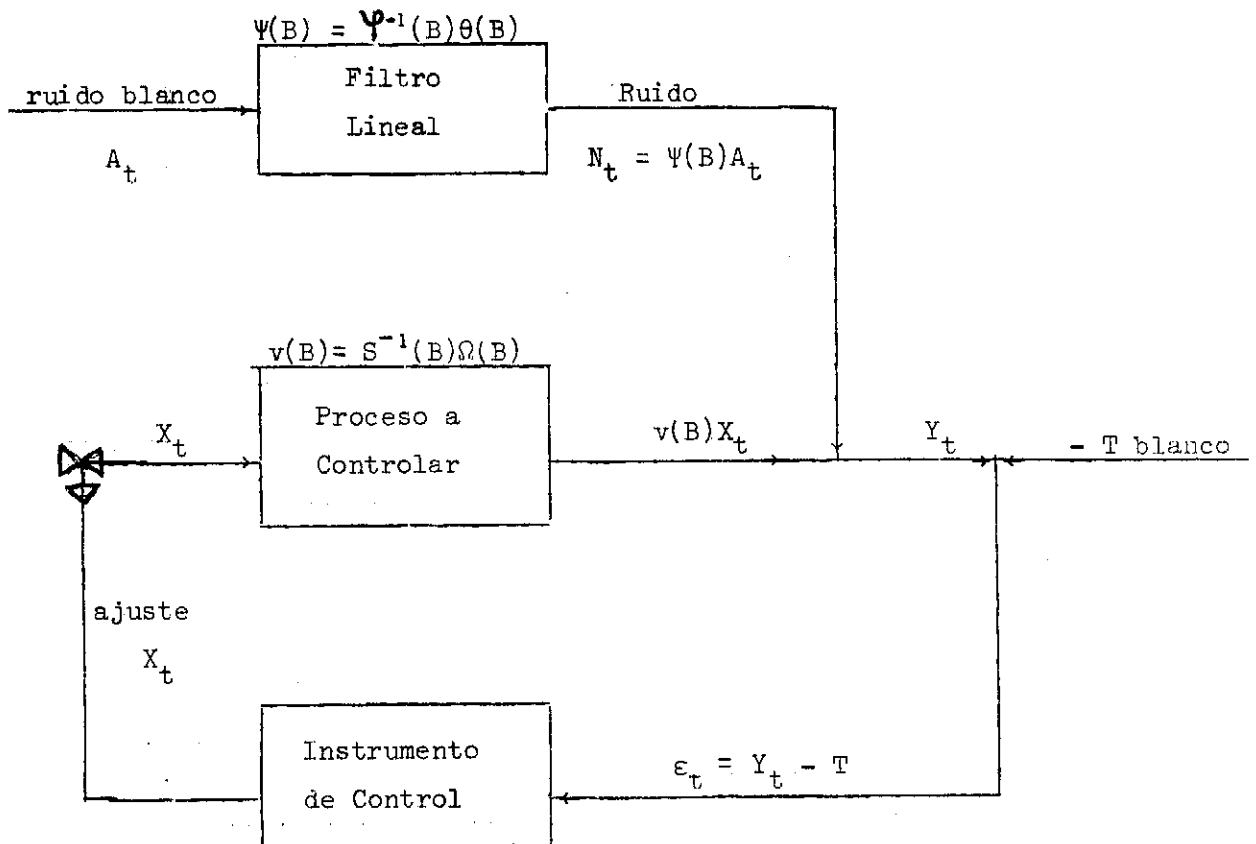 Ψ(B) = φ⁻¹(B)θ(B)
Filtro
Lineal
ruido blanco
A_t
Ruido
N_t = Ψ(B)A_t
v(B)= S⁻¹(B)Ω(B)
Proceso a
Controlar
X_t
v(B)X_t
Y_t
- T blanco
ajuste
X_t
Instrumento
de Control
ε_t = Y_t - T